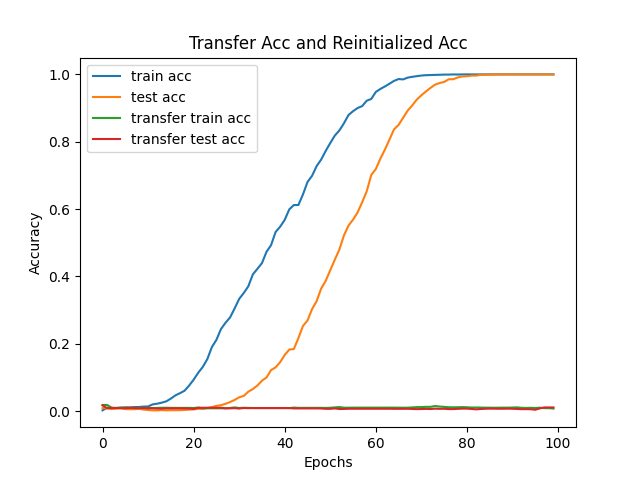 Transfer Acc and Reinitialized Acc
train acc
test acc
transfer train acc
transfer test acc
1.0
0.8
0.6
0.4
0.2
0.0
Accuracy
0 20 40 60 80 100
Epochs